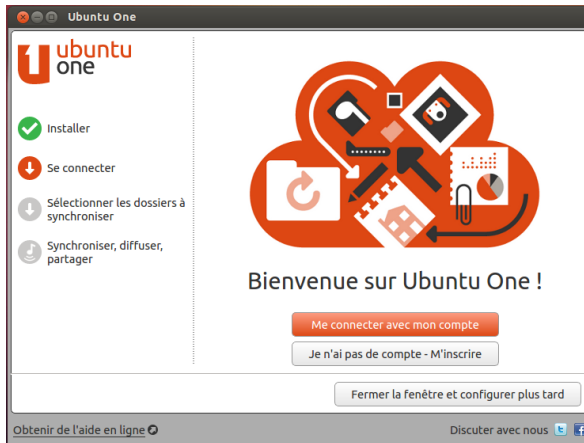 Ubuntu One
ubuntu
one
Installer
Se connecter
Sélectionner les dossiers à
synchroniser
Synchroniser, diffuser,
partager
Bienvenue sur Ubuntu One !
Me connecter avec mon compte
Je n'ai pas de compte - M'inscrire
Fermer la fenêtre et configurer plus tard
Obtenir de l'aide en ligne
Discuter avec nous